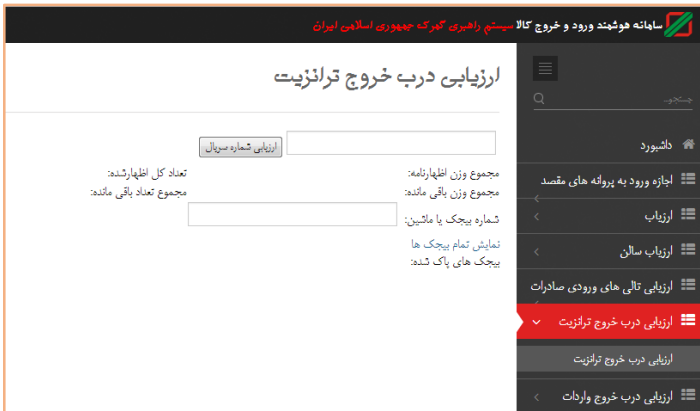 سامانه هوشمند ورود و خروج کالا سیستم راهبری گمرک جمهوری اسلامی ایران
جستجو...
داشبورد
اجازه ورود به پروانه های مقصد
ارزیاب
ارزیاب سالن
ارزیابی تالی های ورودی صادرات
ارزیابی درب خروج ترانزیت
ارزیابی درب خروج ترانزیت
ارزیابی درب خروج واردات
ارزیابی درب خروج ترانزیت
ارزیابی شماره سریال
مجموع وزن اظهارنامه: تعداد کل اظهارشده:
مجموع وزن باقی مانده: مجموع تعداد باقی مانده:
شماره بیجک یا ماشین:
نمایش تمام بیجک ها
بیجک های پاک شده: